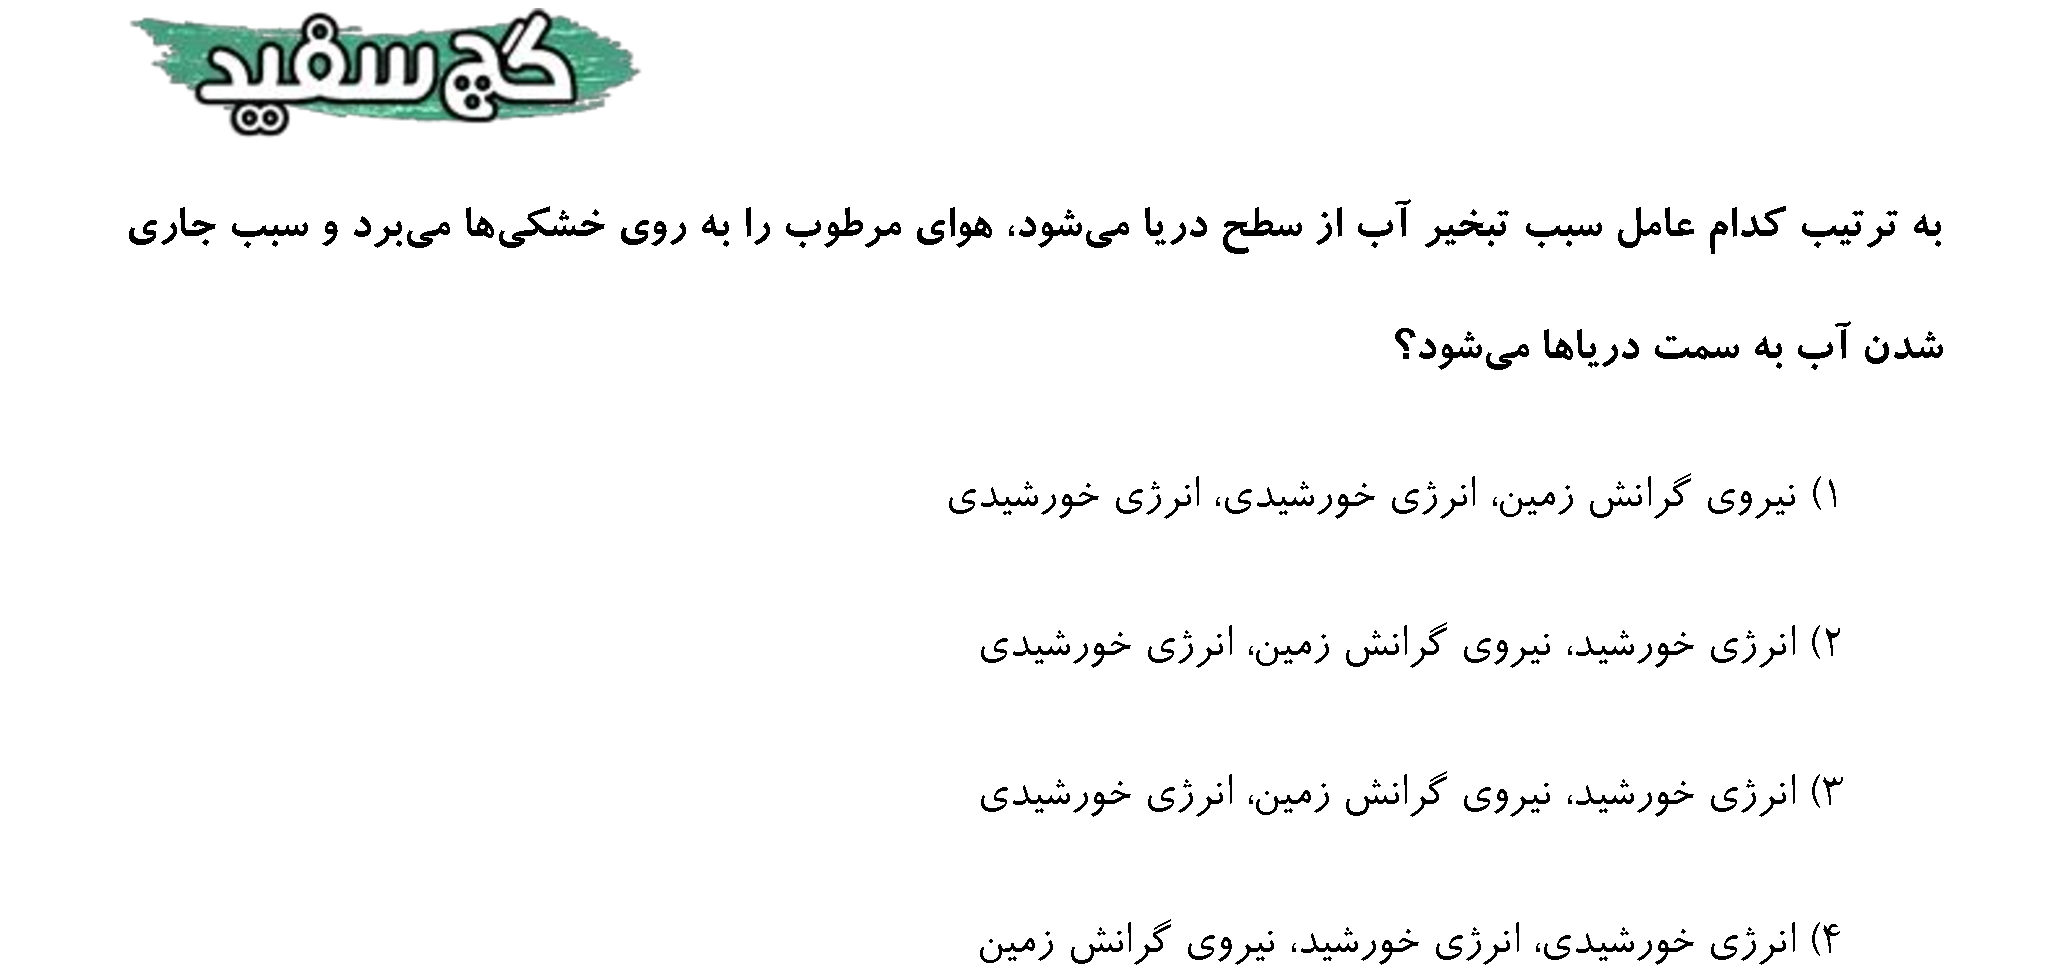 گچ سفید
به ترتیب کدام عامل سبب تبخیر آب از سطح دریا می‌شود، هوای مرطوب را به روی خشکی‌ها می‌برد و سبب جاری
شدن آب به سمت دریاها می‌شود؟
۱) نیروی گرانش زمین، انرژی خورشیدی، انرژی خورشیدی
۲) انرژی خورشید، نیروی گرانش زمین، انرژی خورشیدی
۳) انرژی خورشید، نیروی گرانش زمین، انرژی خورشیدی
۴) انرژی خورشیدی، انرژی خورشید، نیروی گرانش زمین